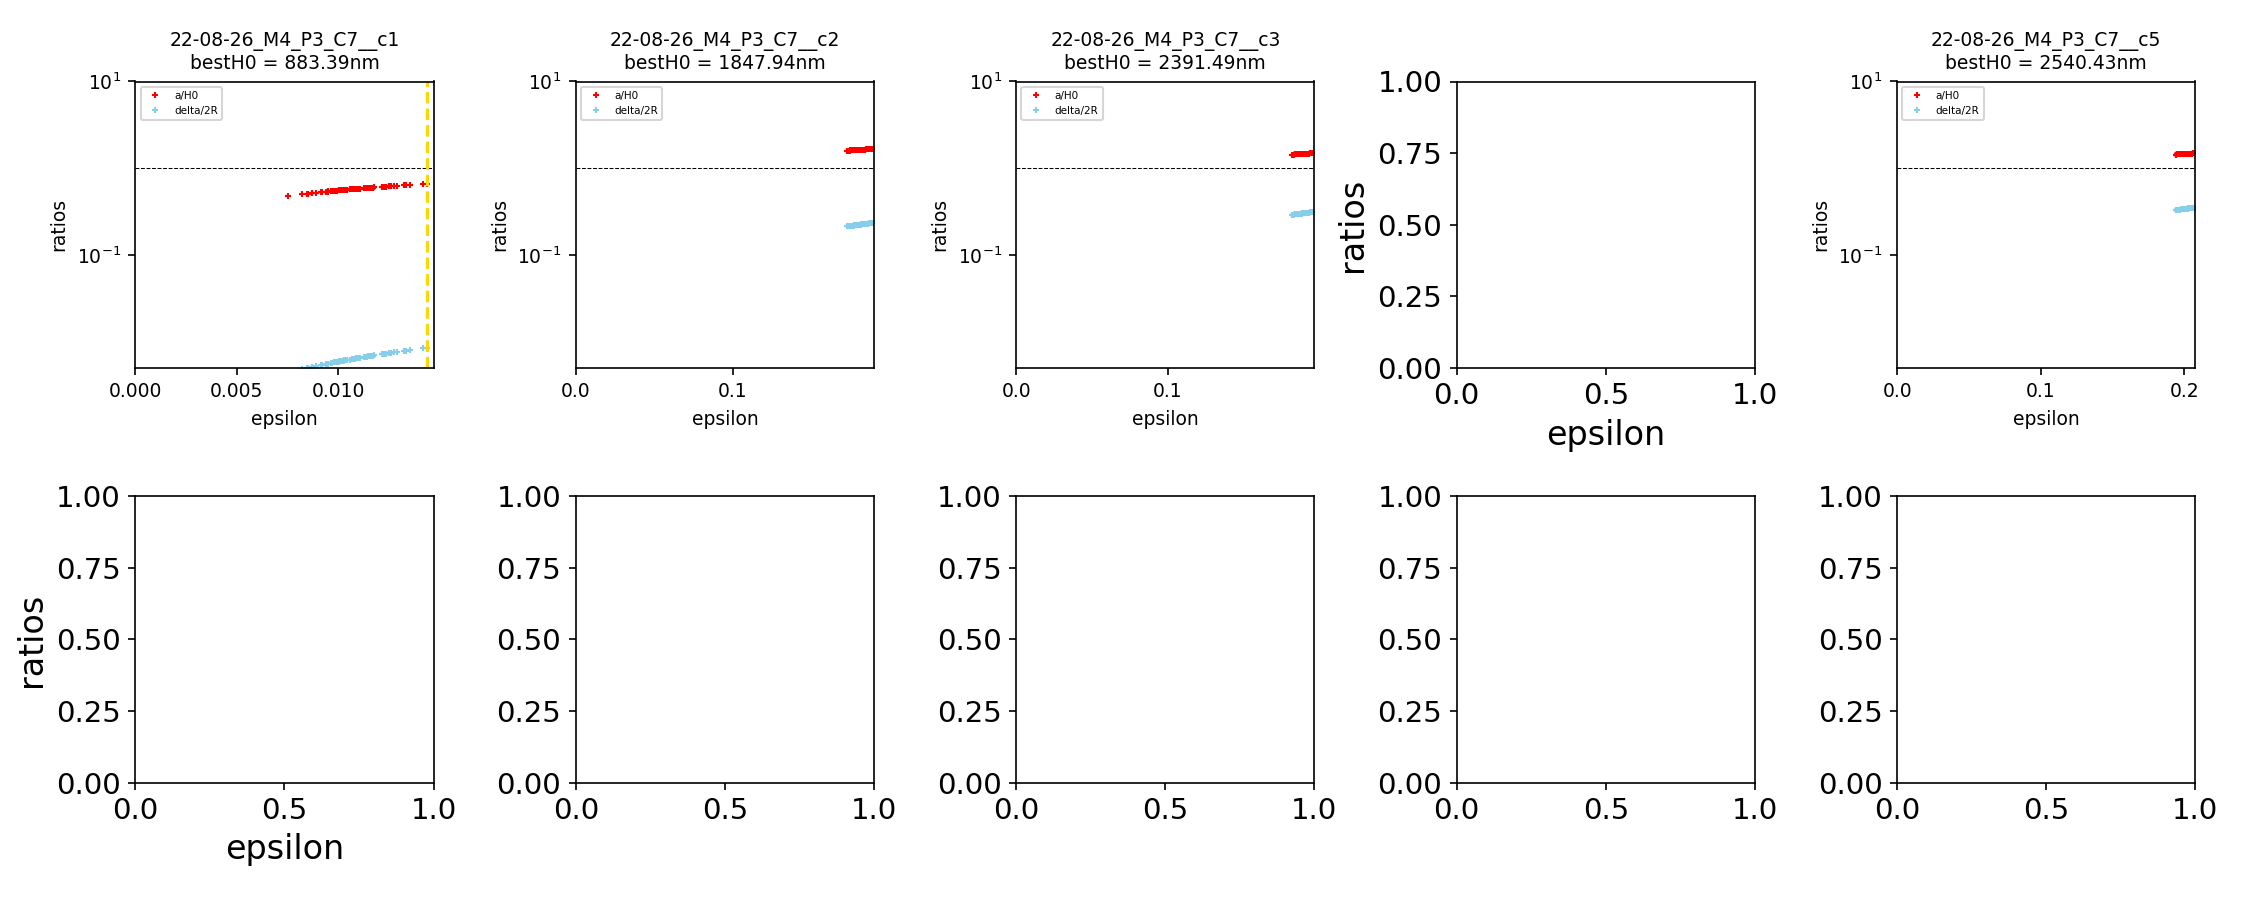 22-08-26_M4_P3_C7__c1
bestH0 = 883.39nm
10^1
a/H0
delta/2R
ratios
10^−1
0.000 0.005 0.010
epsilon
22-08-26_M4_P3_C7__c2
bestH0 = 1847.94nm
10^1
a/H0
delta/2R
ratios
10^−1
0.0 0.1
epsilon
22-08-26_M4_P3_C7__c3
bestH0 = 2391.49nm
10^1
a/H0
delta/2R
ratios
10^−1
0.0 0.1
epsilon
1.00
0.75
ratios
0.50
0.25
0.00
0.0 0.5 1.0
epsilon
22-08-26_M4_P3_C7__c5
bestH0 = 2540.43nm
10^1
a/H0
delta/2R
ratios
10^−1
0.0 0.1 0.2
epsilon
1.00
0.75
ratios
0.50
0.25
0.00
0.0 0.5 1.0
epsilon
1.00
0.75
0.50
0.25
0.00
0.0 0.5 1.0
1.00
0.75
0.50
0.25
0.00
0.0 0.5 1.0
1.00
0.75
0.50
0.25
0.00
0.0 0.5 1.0
1.00
0.75
0.50
0.25
0.00
0.0 0.5 1.0